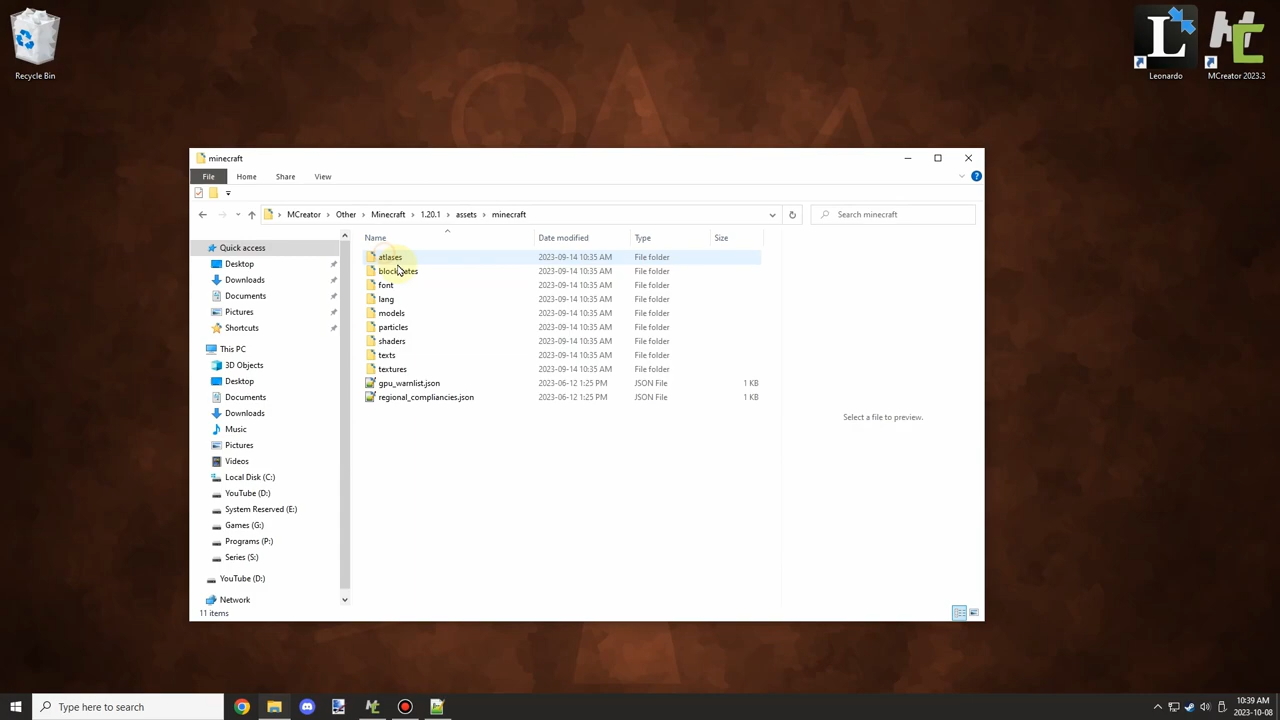 Recycle Bin
Leonardo
MCreator 2023.3
minecraft
File Home Share View
MCreator > Other > Minecraft > 1.20.1 > assets > minecraft
Search minecraft
Name Date modified Type Size
Quick access
Desktop
Downloads
Documents
Pictures
Shortcuts
This PC
3D Objects
Desktop
Documents
Downloads
Music
Pictures
Videos
Local Disk (C:)
YouTube (D:)
System Reserved (E:)
Games (G:)
Programs (P:)
Series (S:)
YouTube (D:)
Network
atlases 2023-09-14 10:35 AM File folder
2023-09-14 10:35 AM File folder
font 2023-09-14 10:35 AM File folder
lang 2023-09-14 10:35 AM File folder
models 2023-09-14 10:35 AM File folder
particles 2023-09-14 10:35 AM File folder
shaders 2023-09-14 10:35 AM File folder
texts 2023-09-14 10:35 AM File folder
textures 2023-09-14 10:35 AM File folder
gpu_warnlist.json 2023-06-12 1:25 PM JSON File 1 KB
regional_compliancies.json 2023-06-12 1:25 PM JSON File 1 KB
Select a file to preview.
11 items
Type here to search
10:39 AM
2023-10-08